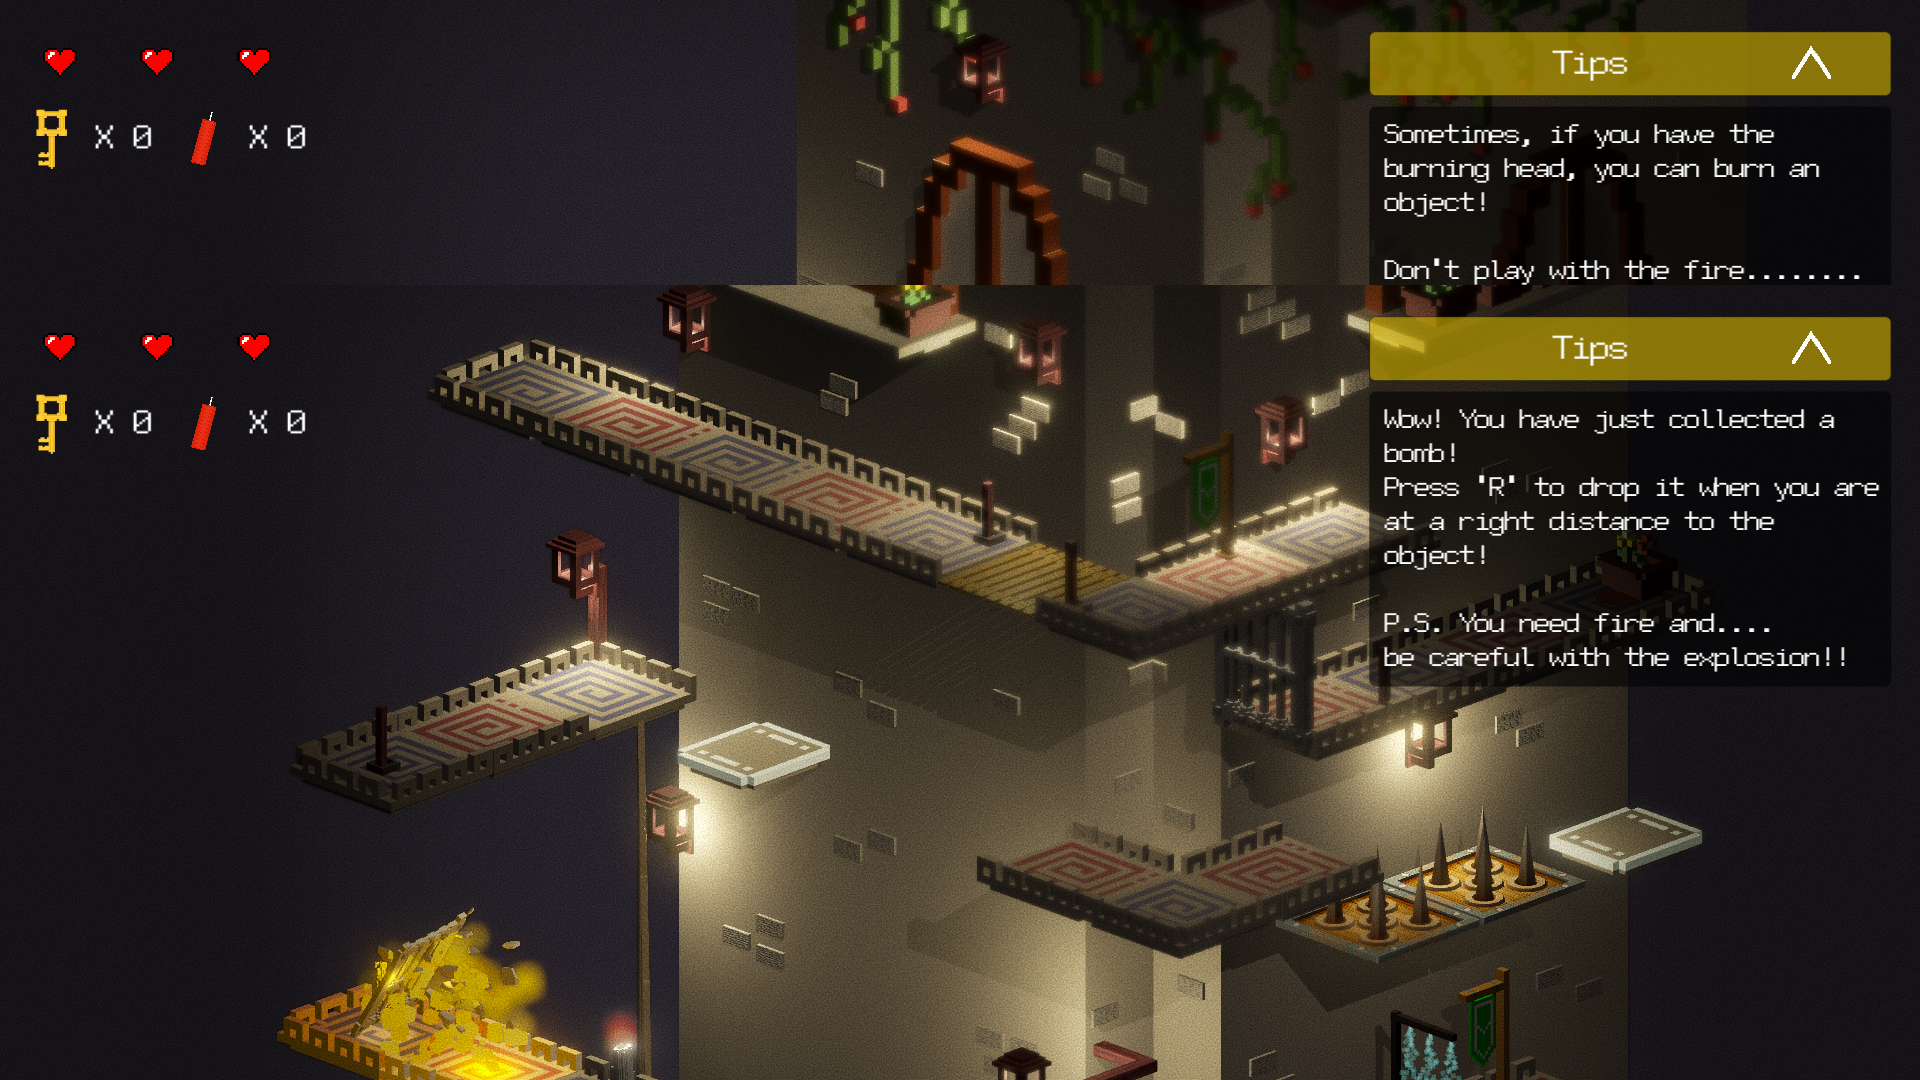 X 0 X 0
Tips
Sometimes, if you have the
burning head, you can burn an
object!
Don't play with the fire........
X 0 X 0
Tips
Wow! You have just collected a
bomb!
Press 'R' to drop it when you are
at a right distance to the
object!
P.S. You need fire and....
be careful with the explosion!!